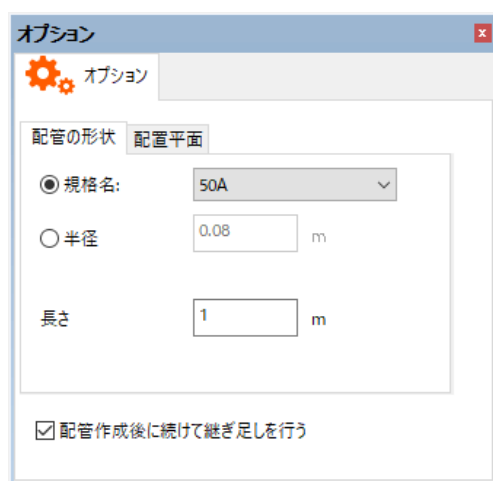 オプション
オプション
配管の形状 配置平面
規格名: 50A
半径 0.08 m
長さ 1 m
配管作成後に続けて継ぎ足しを行う